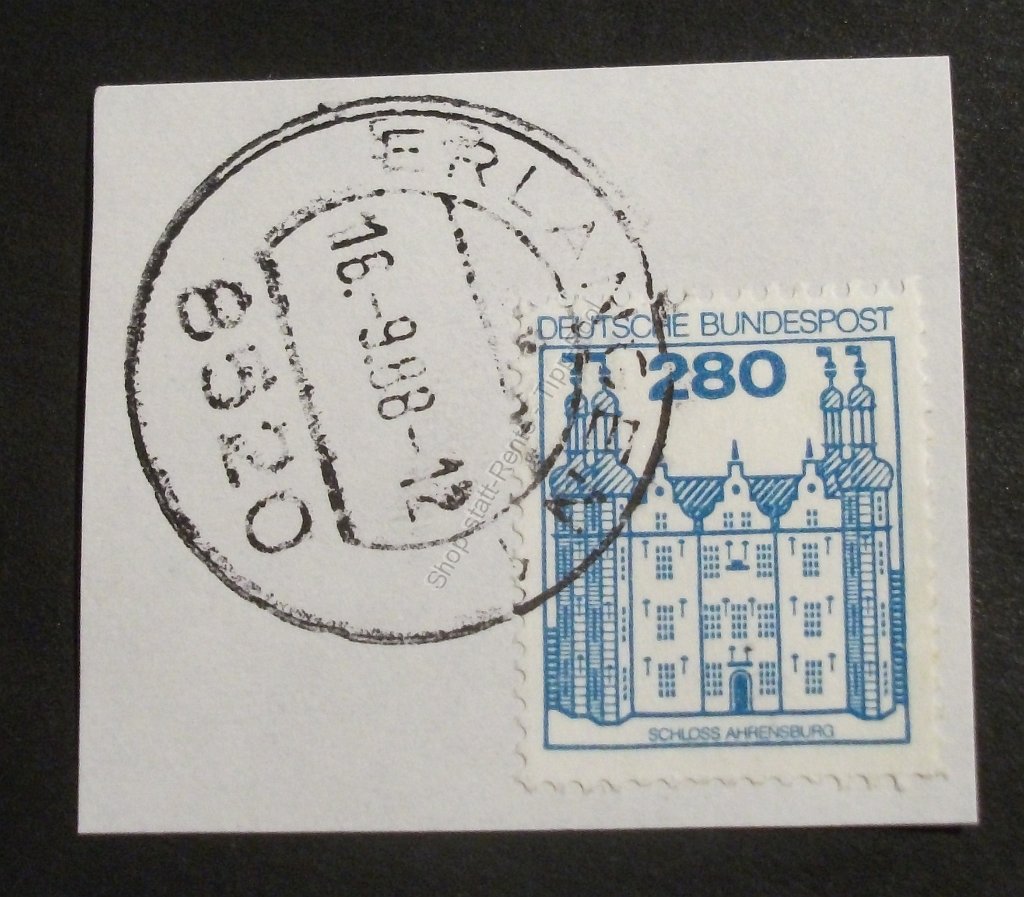 ERLANGEN
16.-9.88-12
8520
DEUTSCHE BUNDESPOST
280
SCHLOSS AHRENSBURG